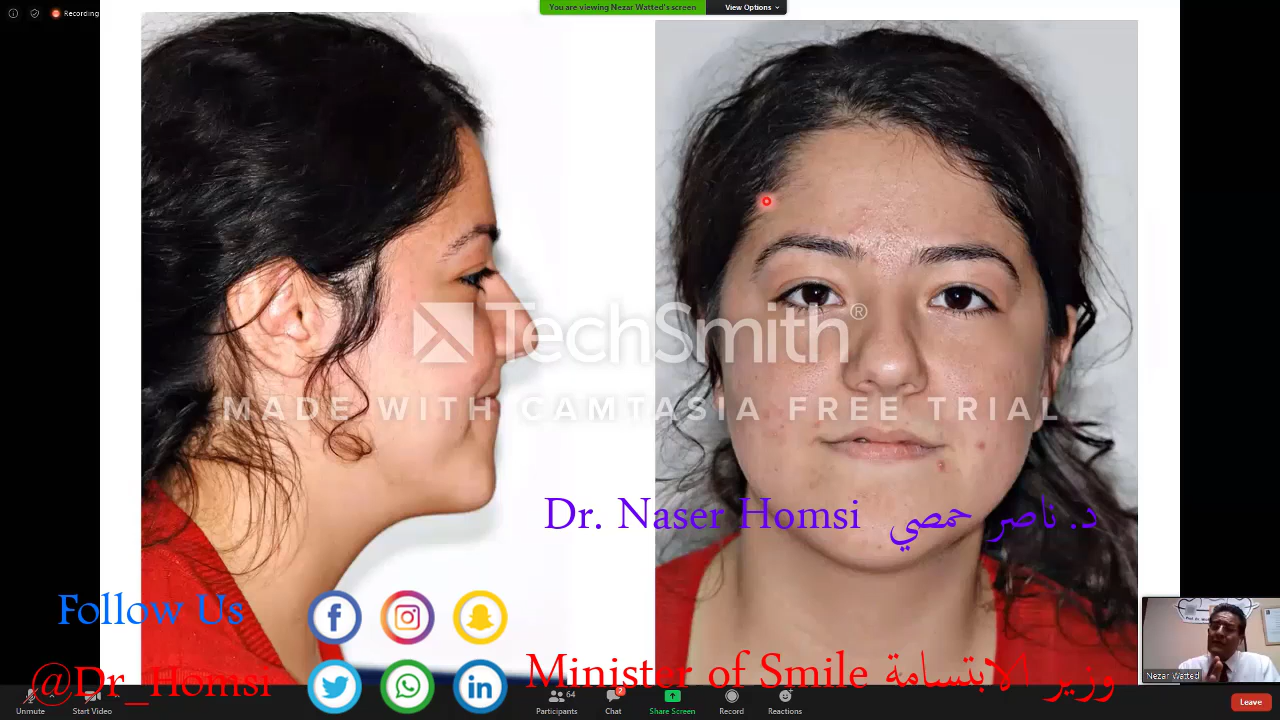 Recording
You are viewing Nezar Watted's screen
View Options
TechSmith®
MADE WITH CAMTASIA FREE TRIAL
Dr. Naser Homsi د. ناصر حمصي
Follow Us
@Dr_Homsi
Minister of Smile وزير الابتسامة
Nezar Watted
Unmute
Start Video
Participants
64
Chat
2
Share Screen
Record
Reactions
Leave